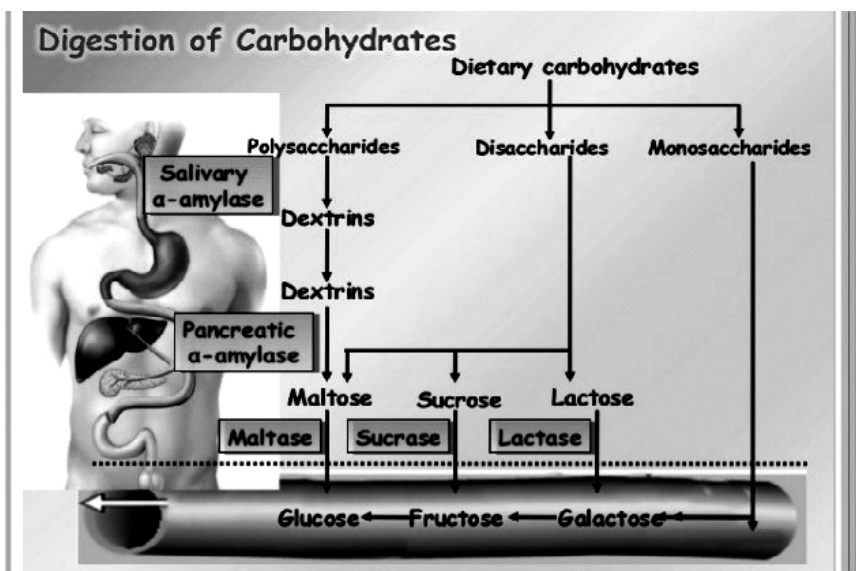 Digestion of Carbohydrates
Dietary carbohydrates
Polysaccharides
Disaccharides
Monosaccharides
Salivary
α-amylase
Dextrins
Dextrins
Pancreatic
α-amylase
Maltose
Sucrose
Lactose
Maltase
Sucrase
Lactase
Glucose
Fructose
Galactose